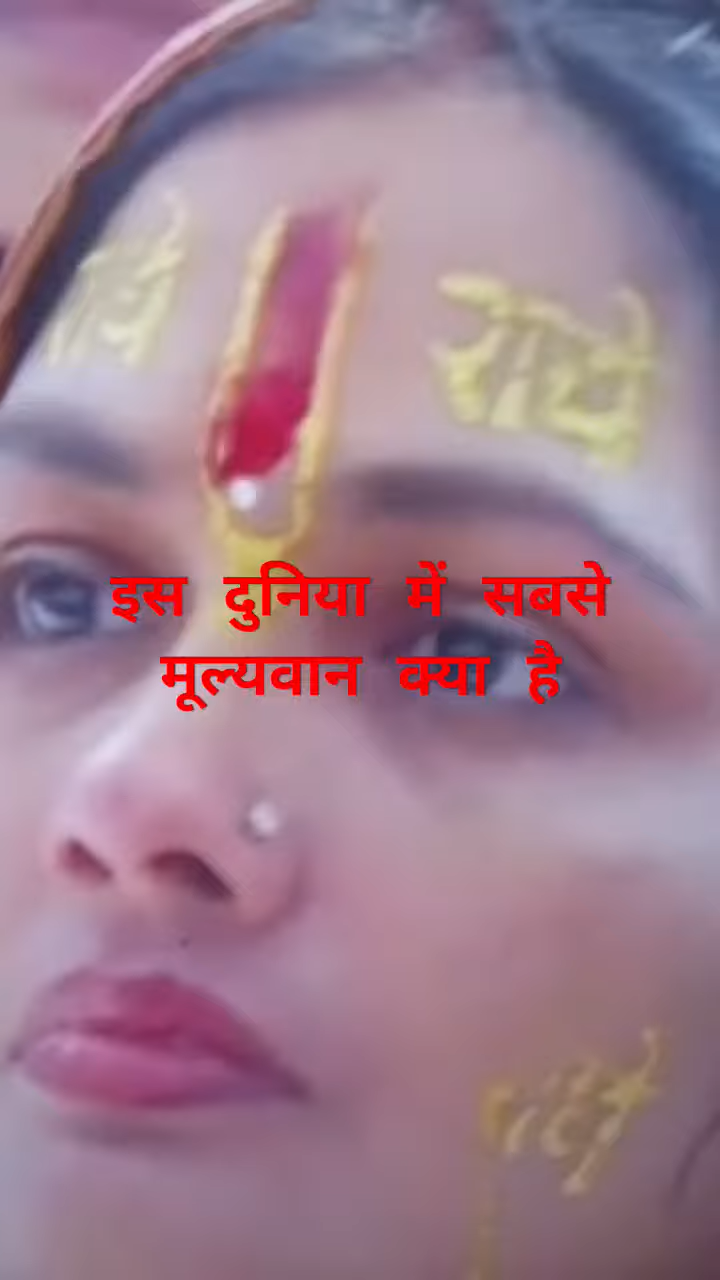 राधे
राधे
इस दुनिया में सबसे
मूल्यवान क्या है